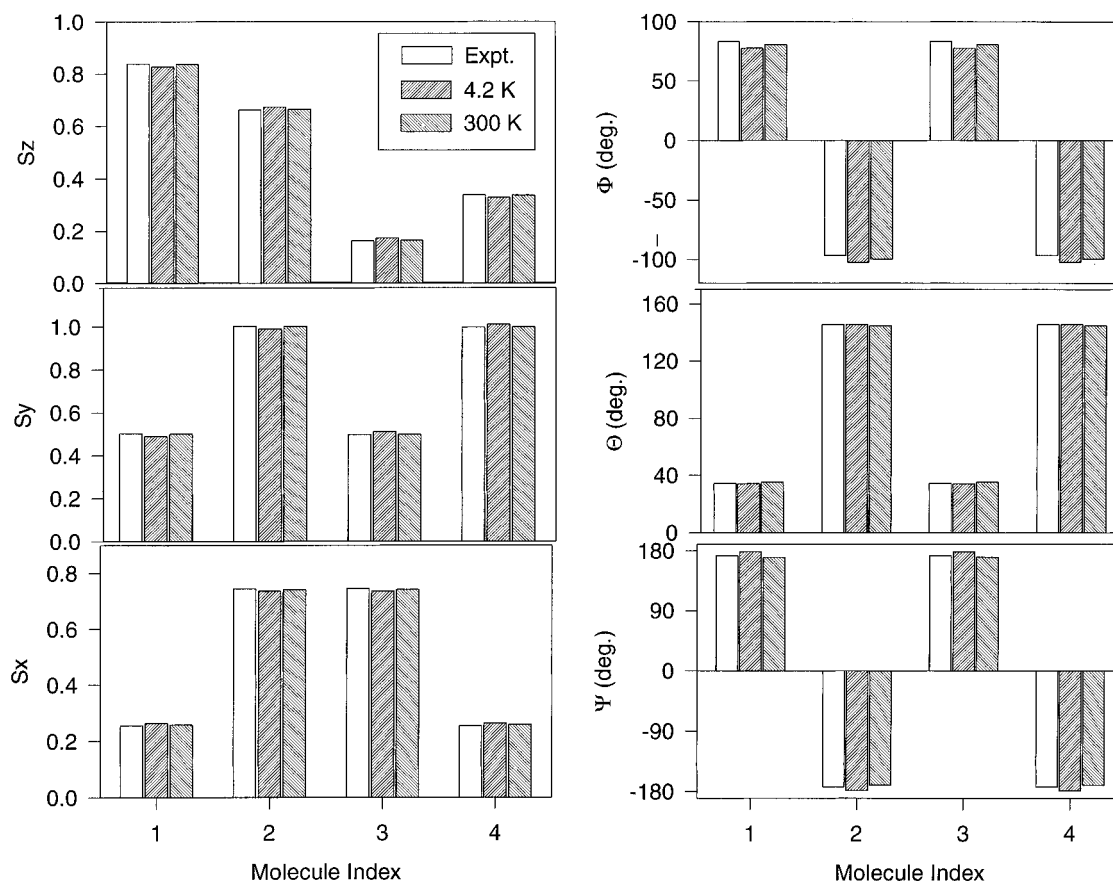 1.0
0.8
0.6
0.4
0.2
0.0
Sz
Expt.
4.2 K
300 K
1.0
0.8
0.6
0.4
0.2
0.0
Sy
0.8
0.6
0.4
0.2
0.0
Sx
1 2 3 4
Molecule Index
100
50
0
-50
-100
Φ (deg.)
160
120
80
40
0
Θ (deg.)
180
90
0
-90
-180
Ψ (deg.)
1 2 3 4
Molecule Index